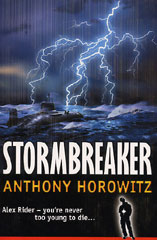 STORMBREAKER
ANTHONY HOROWITZ
Alex Rider – you're never
too young to die...